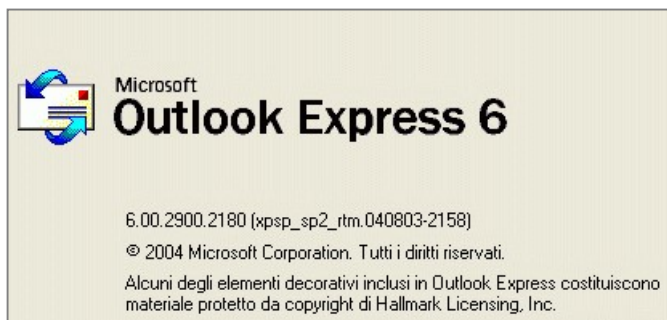 Microsoft
Outlook Express 6
6.00.2900.2180 (xpsp_sp2_rtm.040803-2158)
© 2004 Microsoft Corporation. Tutti i diritti riservati.
Alcuni degli elementi decorativi inclusi in Outlook Express costituiscono
materiale protetto da copyright di Hallmark Licensing, Inc.